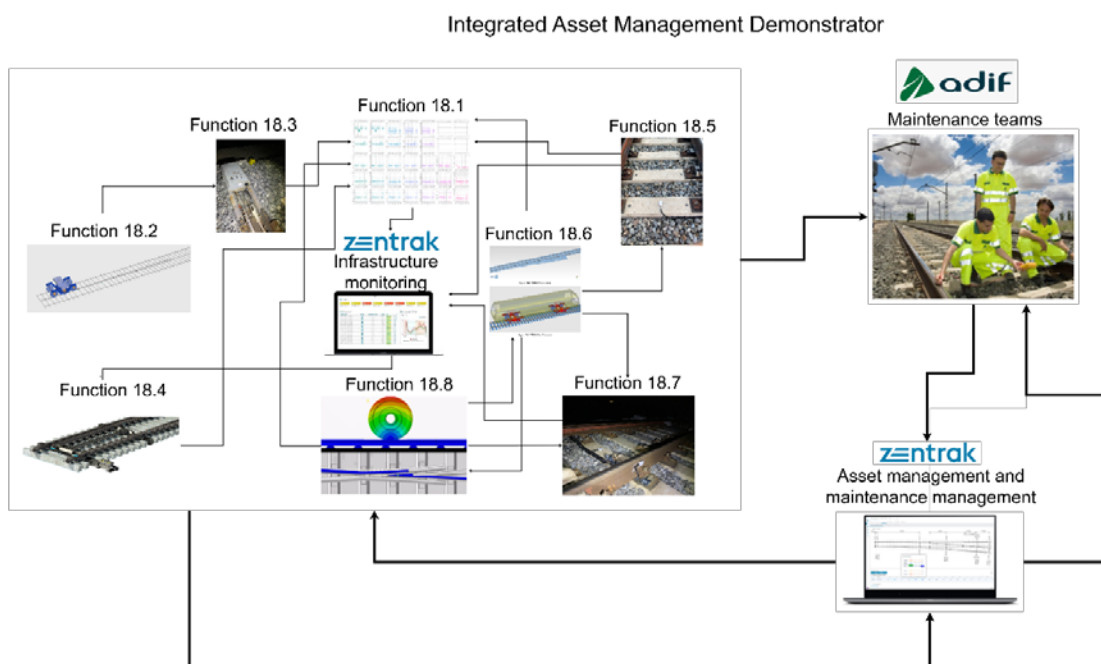 Integrated Asset Management Demonstrator
adif
Maintenance teams
Function 18.1
Function 18.3
Function 18.5
Function 18.2
zentrak
Infrastructure
monitoring
Function 18.6
Function 18.4
Function 18.8
Function 18.7
zentrak
Asset management and
maintenance management